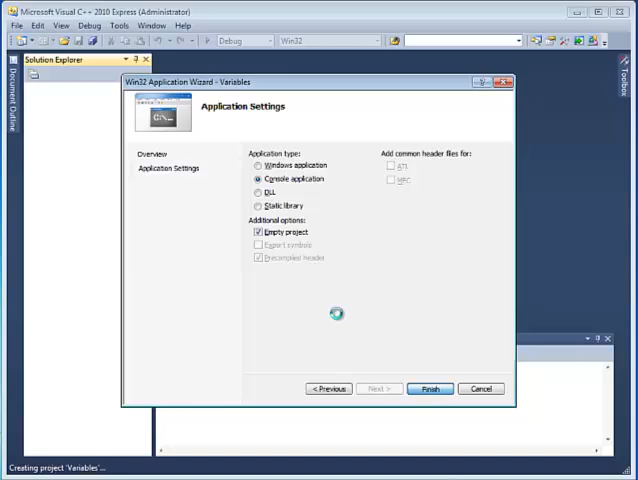 Microsoft Visual C++ 2010 Express (Administrator)
File Edit View Debug Tools Window Help
Debug Win32
Solution Explorer
Document Outline
Toolbox
Win32 Application Wizard - Variables
C:\_
Application Settings
Overview
Application Settings
Application type:
Windows application
Console application
DLL
Static library
Additional options:
Empty project
Export symbols
Precompiled header
Add common header files for:
ATL
MFC
< Previous Next > Finish Cancel
Creating project 'Variables'...